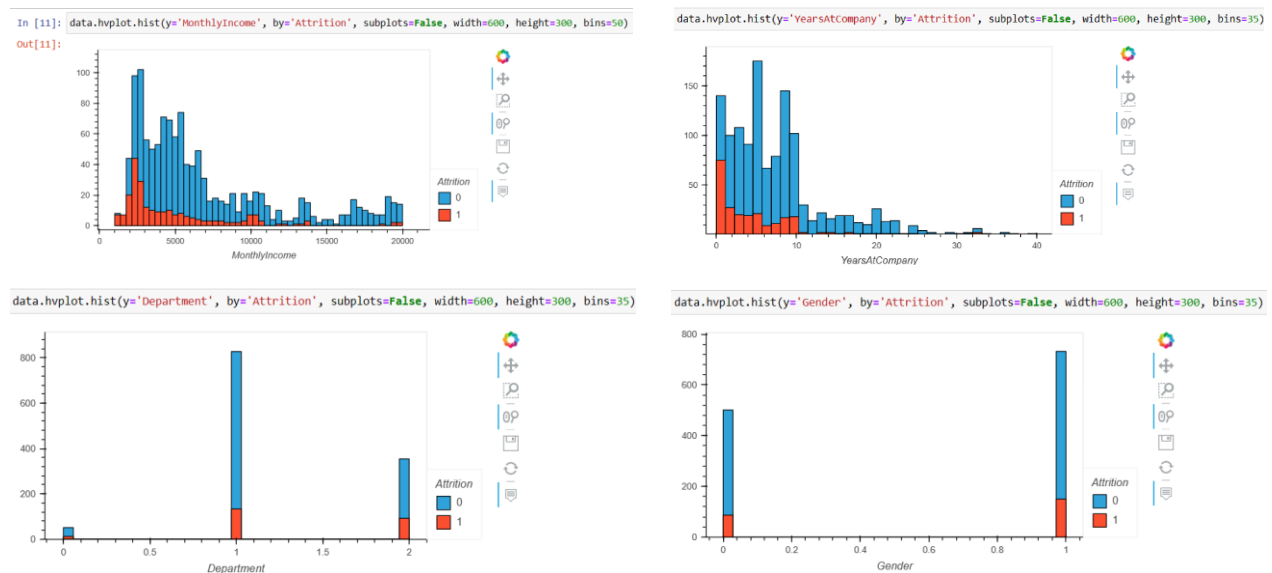 In [11]: data.hvplot.hist(y='MonthlyIncome', by='Attrition', subplots=False, width=600, height=300, bins=50)
Out[11]:
100
80
60
40
20
0
0 5000 10000 15000 20000
MonthlyIncome
Attrition
0
1
data.hvplot.hist(y='YearsAtCompany', by='Attrition', subplots=False, width=600, height=300, bins=35)
150
100
50
0 10 20 30 40
YearsAtCompany
Attrition
0
1
data.hvplot.hist(y='Department', by='Attrition', subplots=False, width=600, height=300, bins=35)
800
600
400
200
0
0 0.5 1 1.5 2
Department
Attrition
0
1
data.hvplot.hist(y='Gender', by='Attrition', subplots=False, width=600, height=300, bins=35)
800
600
400
200
0
0 0.2 0.4 0.6 0.8 1
Gender
Attrition
0
1